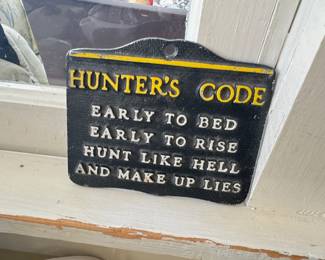 HUNTER'S CODE
EARLY TO BED
EARLY TO RISE
HUNT LIKE HELL
AND MAKE UP LIES